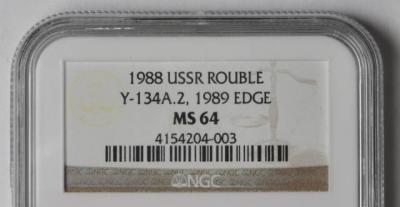 1988 USSR ROUBLE
Y-134A.2, 1989 EDGE
MS 64
4154204-003
NGC